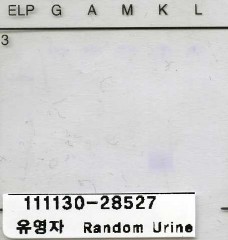 ELP G A M K L
3
111130-28527
유영자 Random Urine